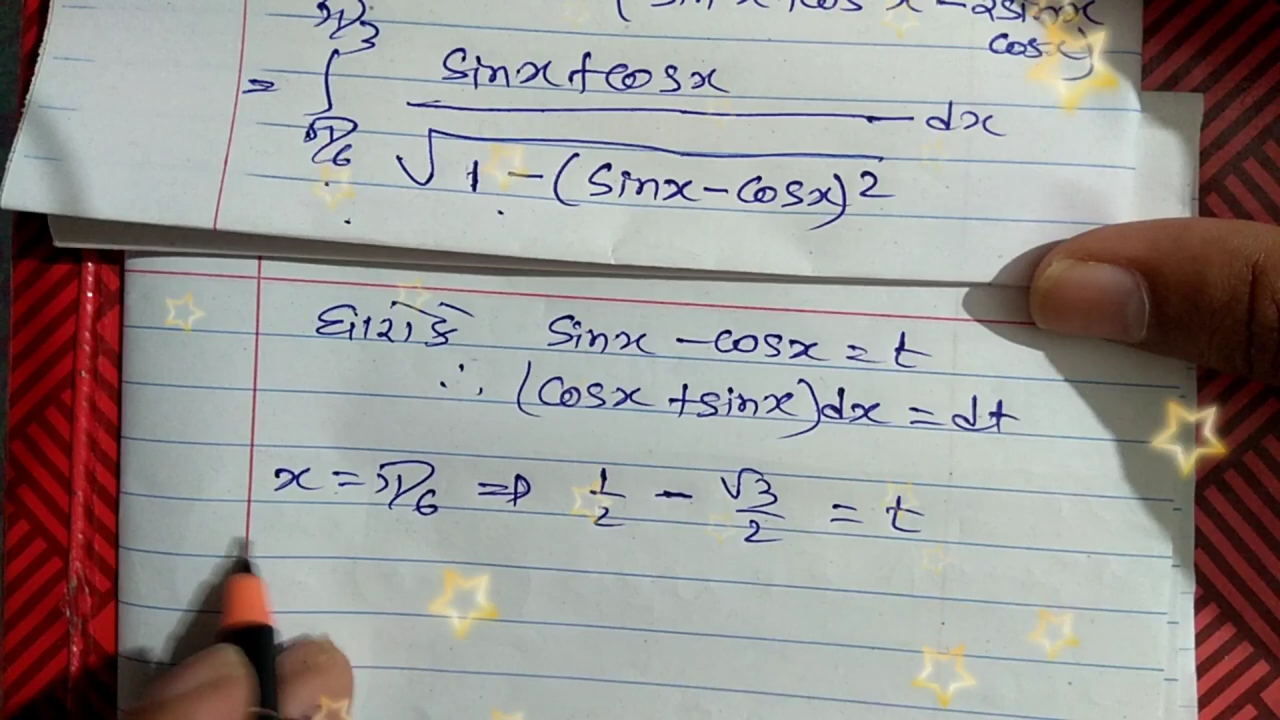 cosx)
= ∫_{π/6}^{π/3} (sinx + cosx) / √(1 - (sinx - cosx)²) dx
ધારો કે sinx - cosx = t
∴ (cosx + sinx)dx = dt
x = π/6 ⇒ 1/2 - √3/2 = t